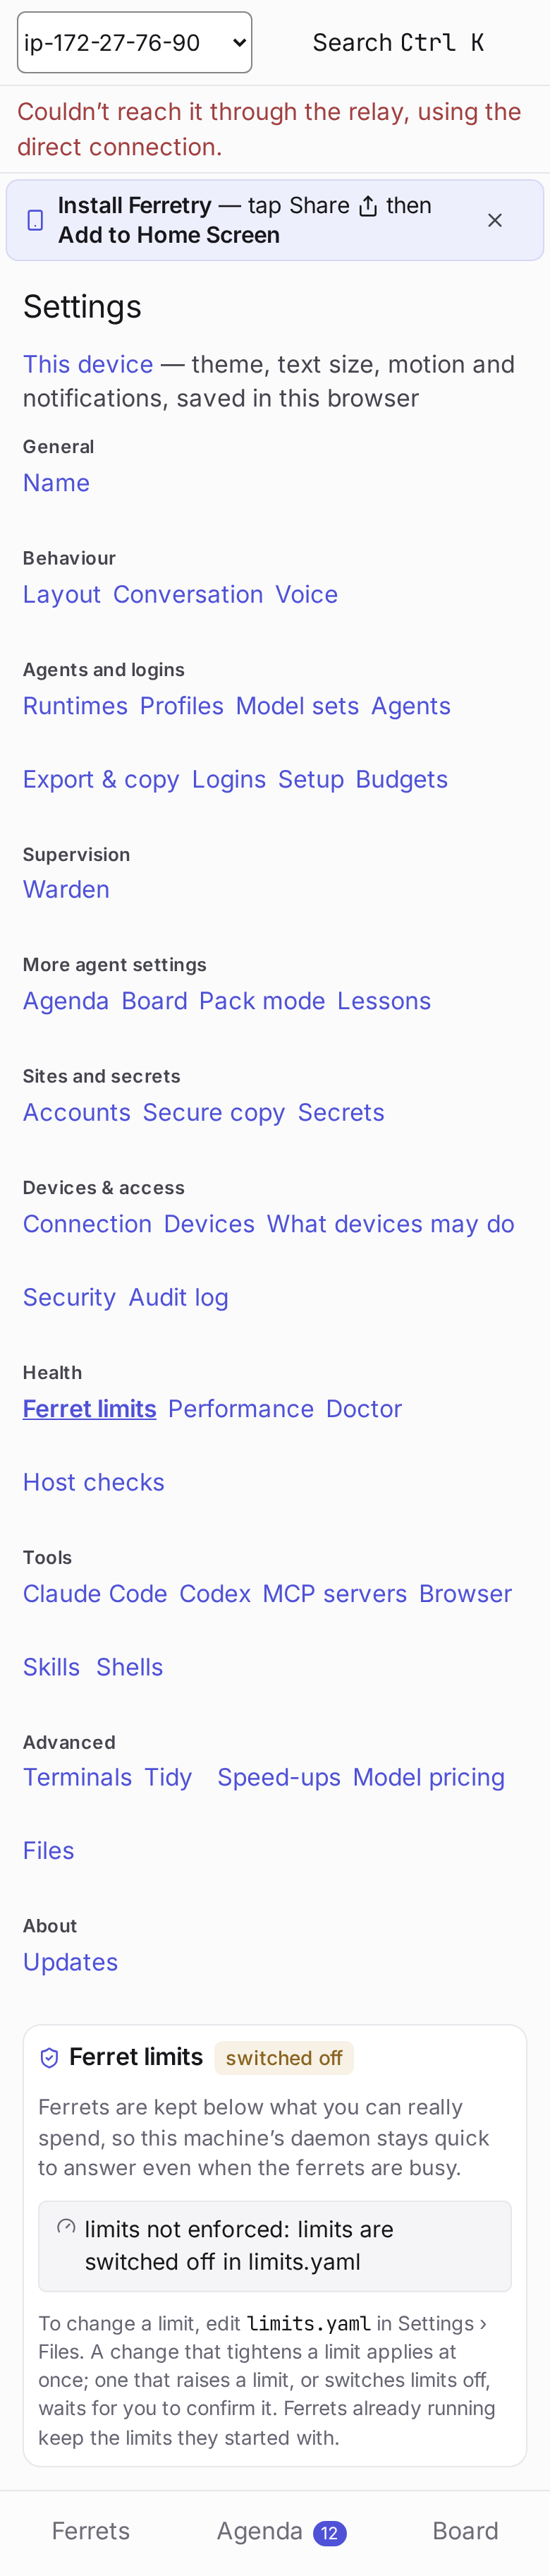 ip-172-27-76-90 Search Ctrl K
Couldn’t reach it through the relay, using the
direct connection.
Install Ferretry — tap Share then
Add to Home Screen
Settings
This device — theme, text size, motion and
notifications, saved in this browser
General
Name
Behaviour
Layout Conversation Voice
Agents and logins
Runtimes Profiles Model sets Agents
Export & copy Logins Setup Budgets
Supervision
Warden
More agent settings
Agenda Board Pack mode Lessons
Sites and secrets
Accounts Secure copy Secrets
Devices & access
Connection Devices What devices may do
Security Audit log
Health
Ferret limits Performance Doctor
Host checks
Tools
Claude Code Codex MCP servers Browser
Skills Shells
Advanced
Terminals Tidy Speed-ups Model pricing
Files
About
Updates
Ferret limits switched off
Ferrets are kept below what you can really
spend, so this machine’s daemon stays quick
to answer even when the ferrets are busy.
limits not enforced: limits are
switched off in limits.yaml
To change a limit, edit limits.yaml in Settings ›
Files. A change that tightens a limit applies at
once; one that raises a limit, or switches limits off,
waits for you to confirm it. Ferrets already running
keep the limits they started with.
Ferrets Agenda 12 Board